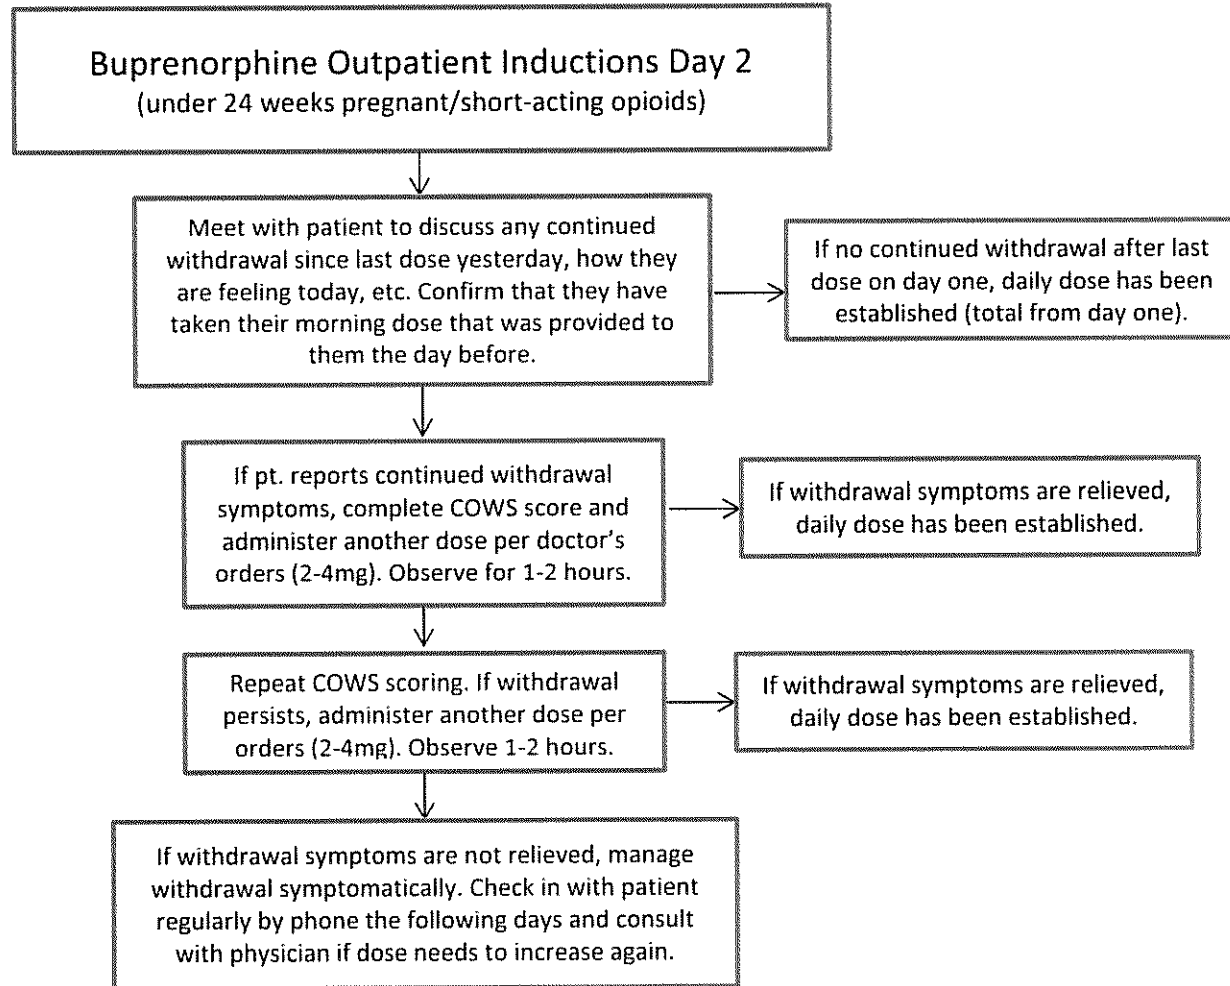 Buprenorphine Outpatient Inductions Day 2
(under 24 weeks pregnant/short-acting opioids)
Meet with patient to discuss any continued
withdrawal since last dose yesterday, how they
are feeling today, etc. Confirm that they have
taken their morning dose that was provided to
them the day before.
If no continued withdrawal after last
dose on day one, daily dose has been
established (total from day one).
If pt. reports continued withdrawal
symptoms, complete COWS score and
administer another dose per doctor's
orders (2-4mg). Observe for 1-2 hours.
If withdrawal symptoms are relieved,
daily dose has been established.
Repeat COWS scoring. If withdrawal
persists, administer another dose per
orders (2-4mg). Observe 1-2 hours.
If withdrawal symptoms are relieved,
daily dose has been established.
If withdrawal symptoms are not relieved, manage
withdrawal symptomatically. Check in with patient
regularly by phone the following days and consult
with physician if dose needs to increase again.